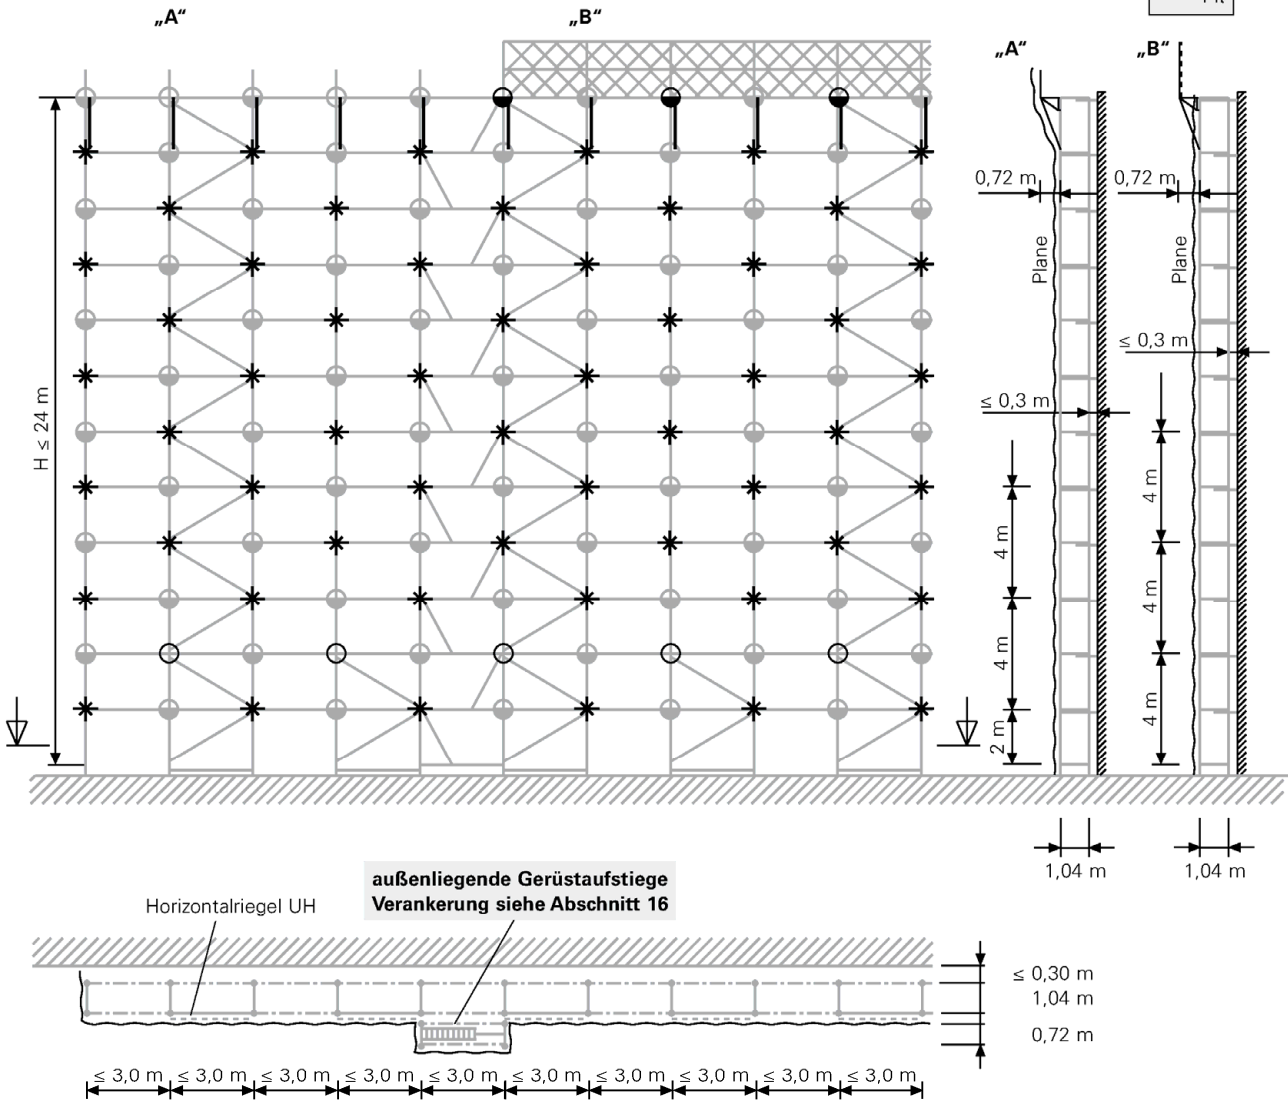 „A“
„B“
„A“
„B“
H ≤ 24 m
0,72 m
0,72 m
Plane
Plane
≤ 0,3 m
≤ 0,3 m
4 m
4 m
2 m
4 m
4 m
4 m
1,04 m
1,04 m
außenliegende Gerüstaufstiege
Verankerung siehe Abschnitt 16
Horizontalriegel UH
≤ 0,30 m
1,04 m
0,72 m
≤ 3,0 m
≤ 3,0 m
≤ 3,0 m
≤ 3,0 m
≤ 3,0 m
≤ 3,0 m
≤ 3,0 m
≤ 3,0 m
≤ 3,0 m
≤ 3,0 m